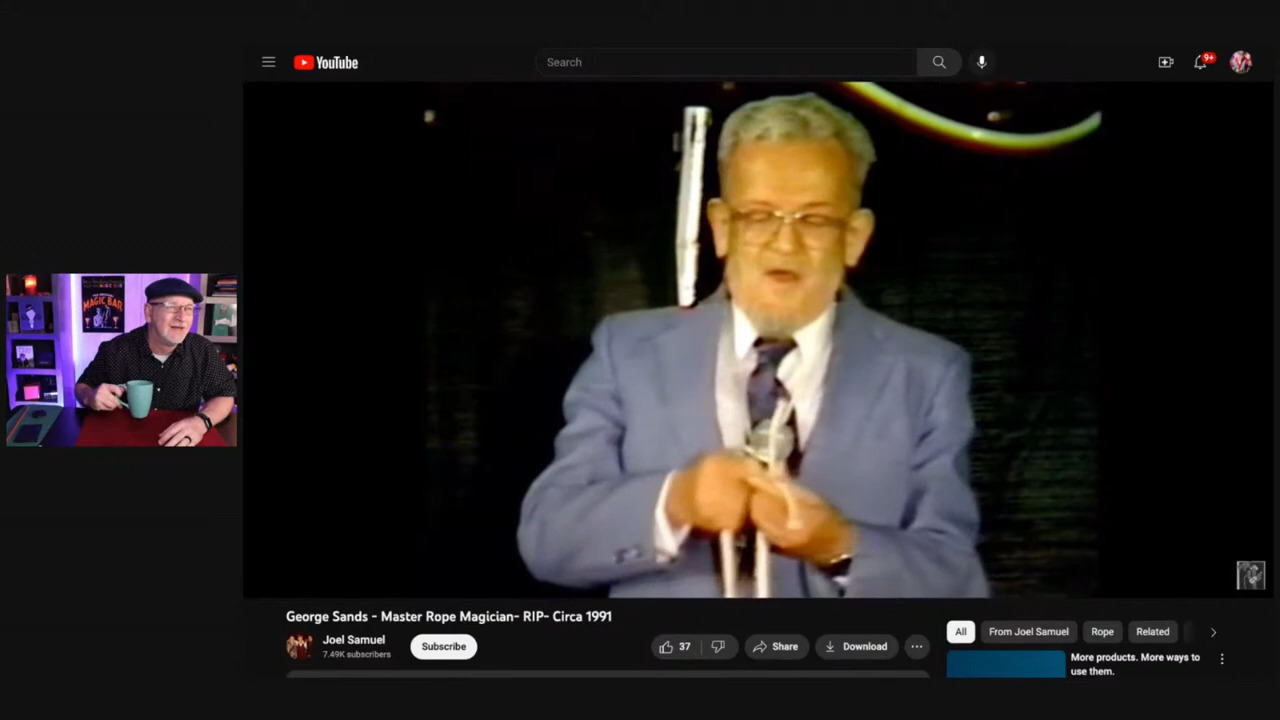 YouTube
Search
9+
MAGIC BAR
George Sands - Master Rope Magician- RIP- Circa 1991
Joel Samuel
7.49K subscribers
Subscribe
37
Share
Download
All
From Joel Samuel
Rope
Related
More products. More ways to
use them.